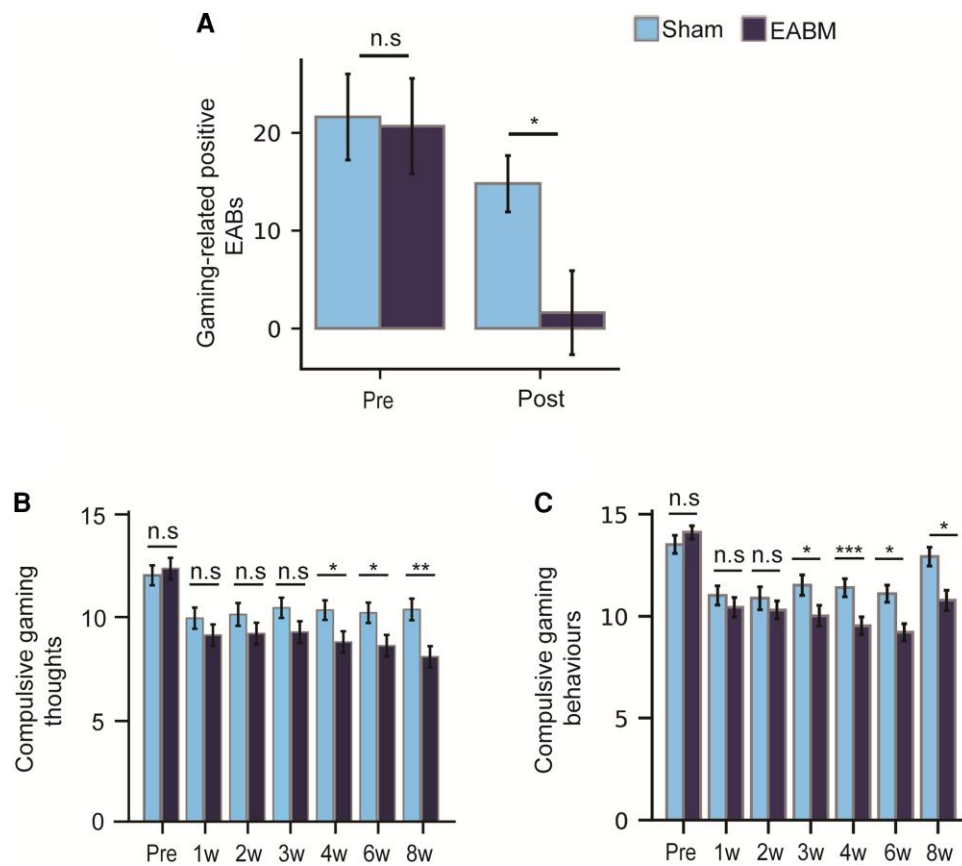 A
Sham EABM
n.s
*
Gaming-related positive
EABs
20
10
0
Pre Post
B
Compulsive gaming
thoughts
15
10
5
0
n.s n.s n.s n.s * * **
Pre 1w 2w 3w 4w 6w 8w
C
Compulsive gaming
behaviours
15
10
5
0
n.s n.s n.s * *** * *
Pre 1w 2w 3w 4w 6w 8w